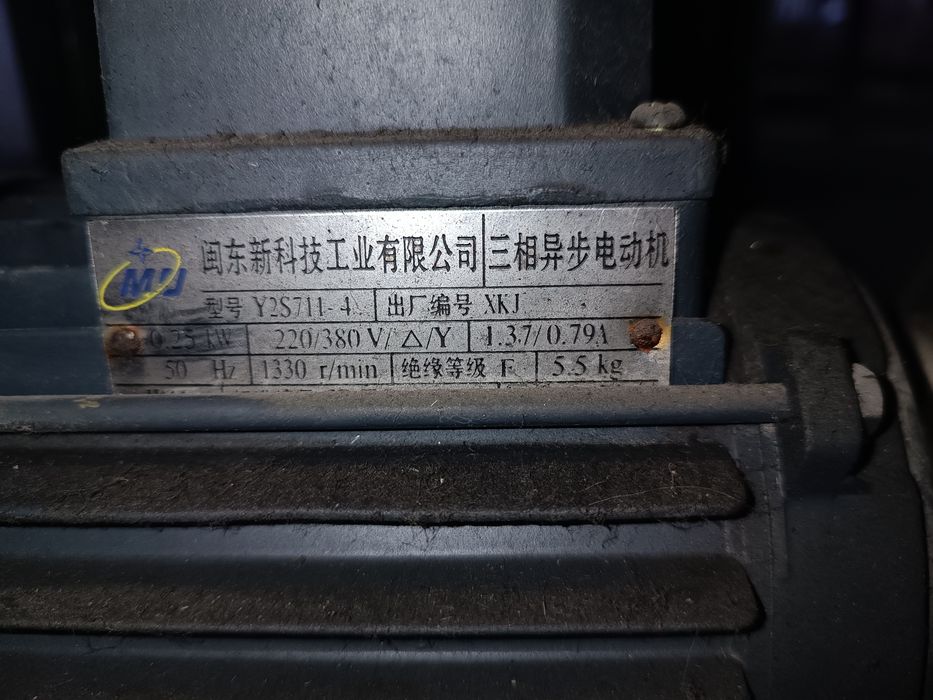 MIJ 闽东新科技工业有限公司 三相异步电动机
型号 Y2S711-4 出厂编号 XKJ
0.25 kW 220/380 V/ △/Y 1.37/0.79A
50 Hz 1330 r/min 绝缘等级 F 5.5 kg